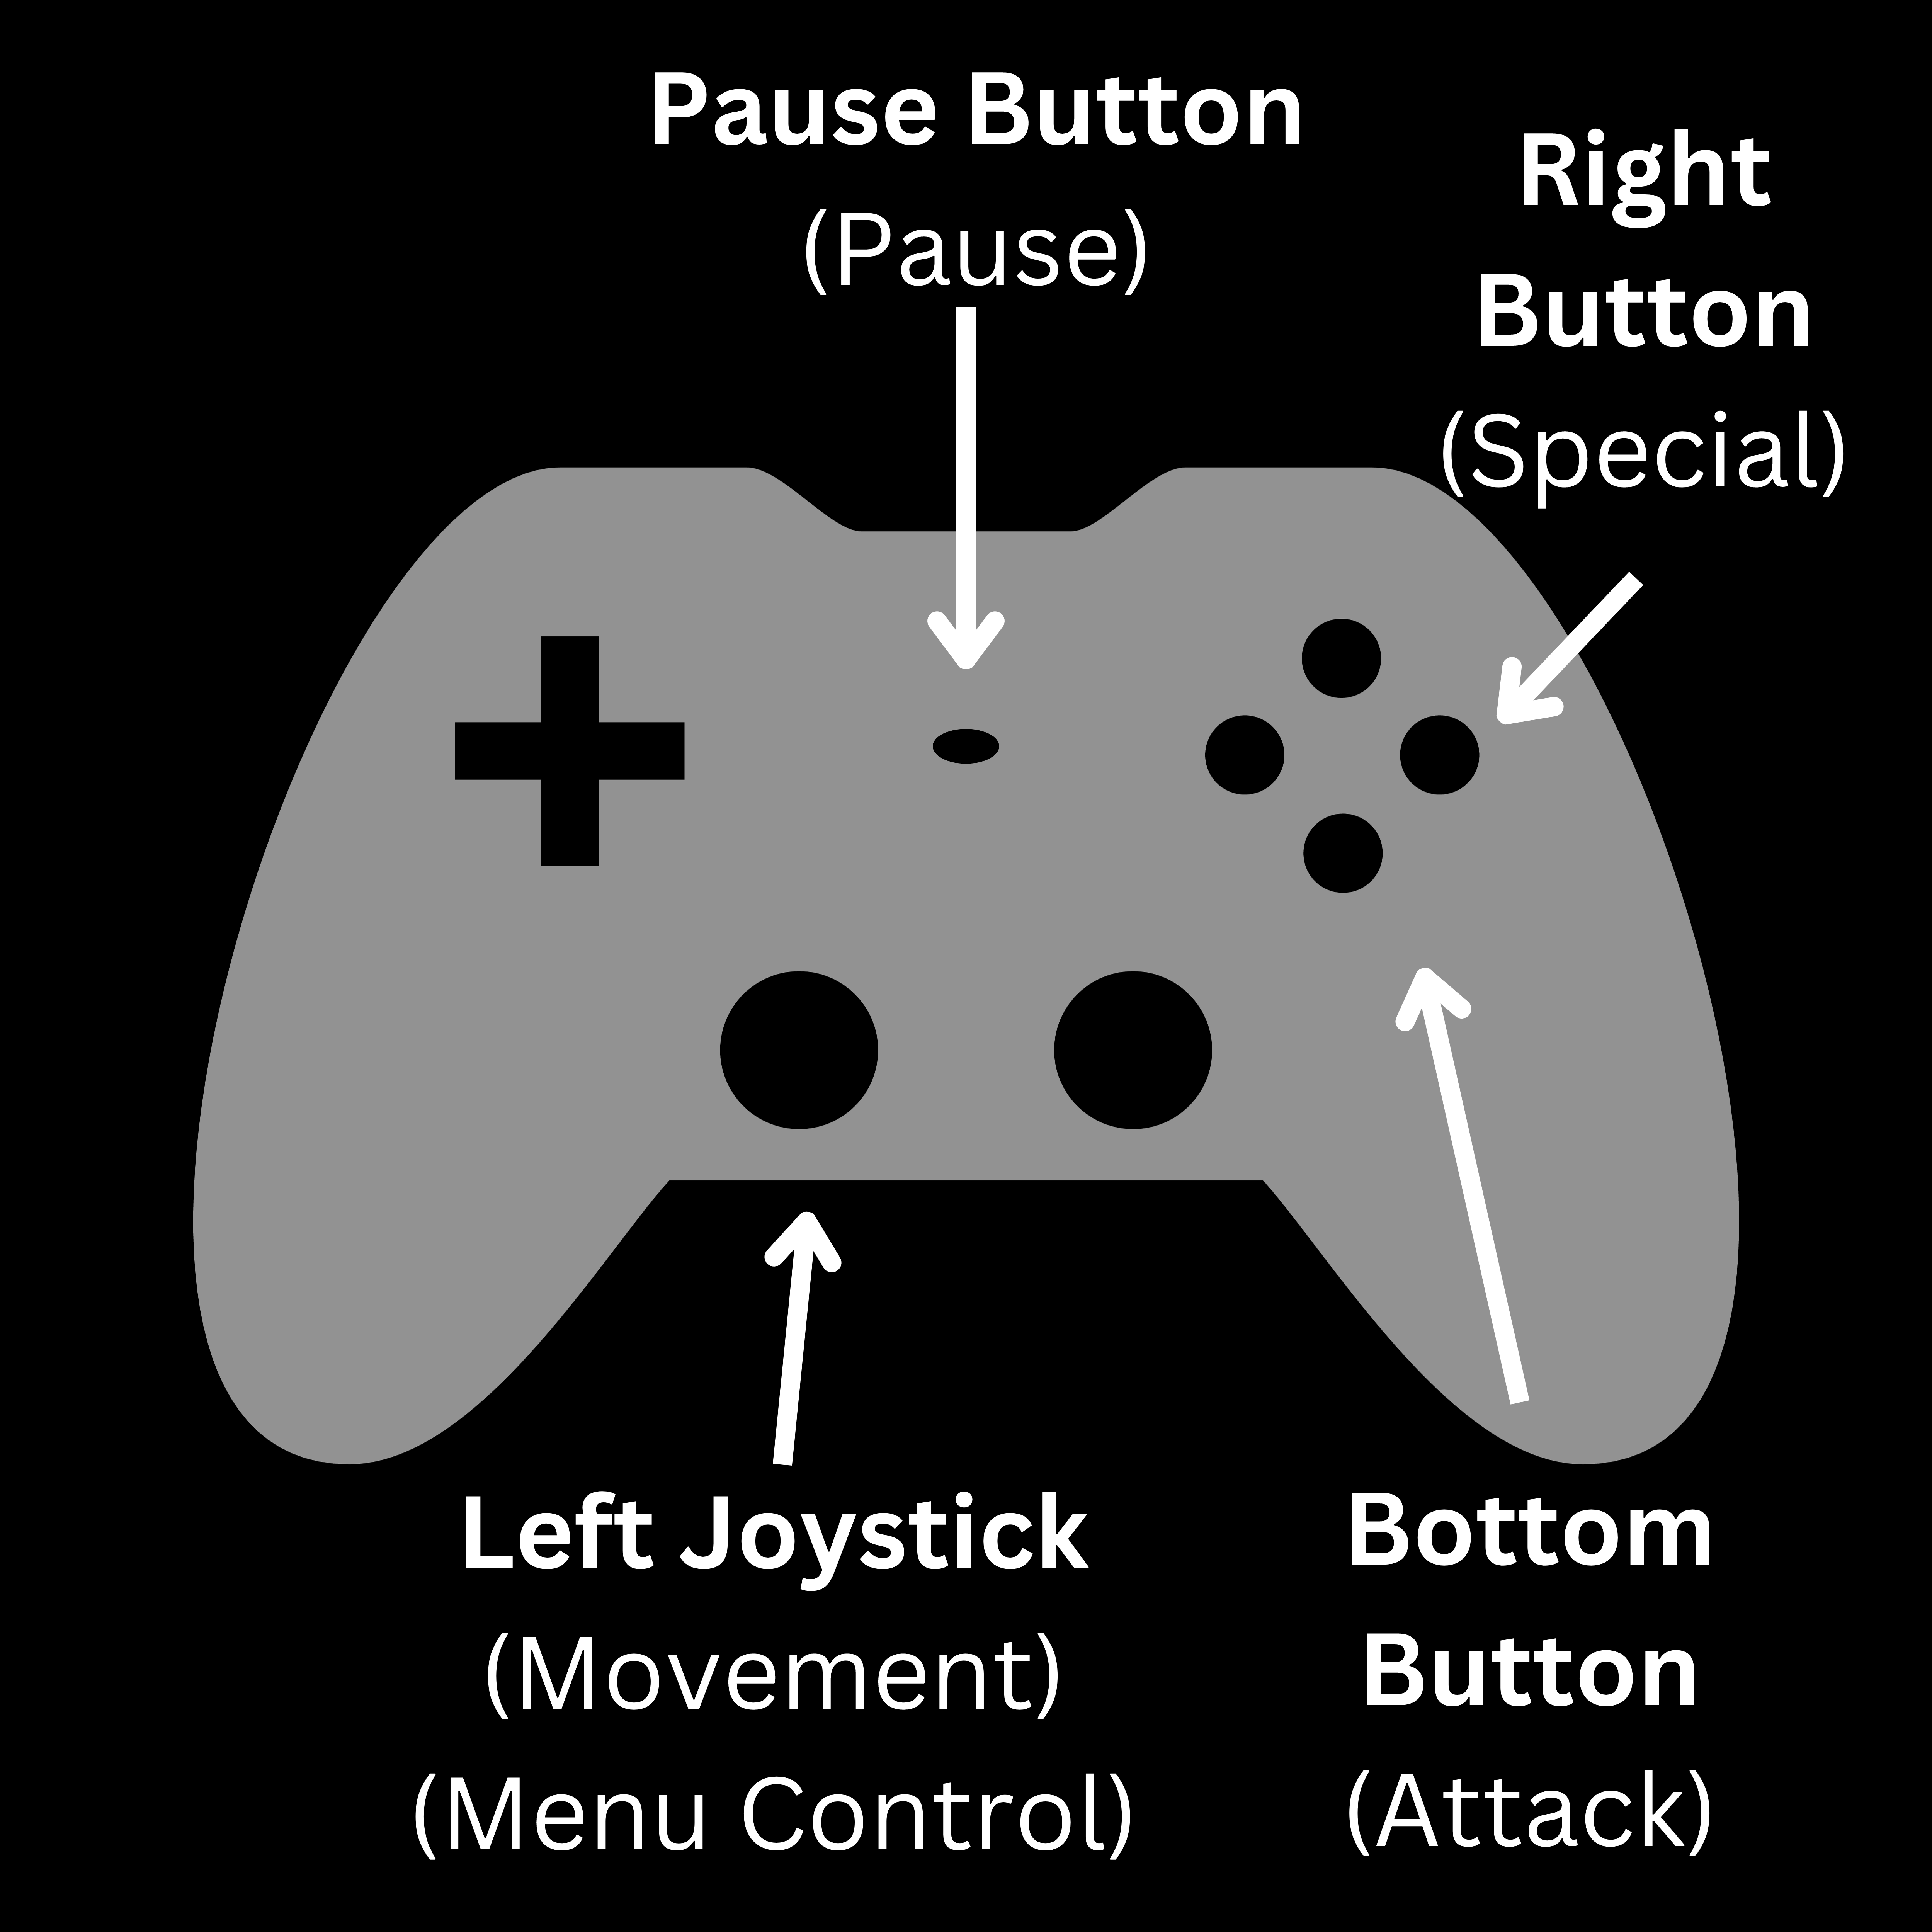 Pause Button
(Pause)
Right
Button
(Special)
Left Joystick
(Movement)
(Menu Control)
Bottom
Button
(Attack)